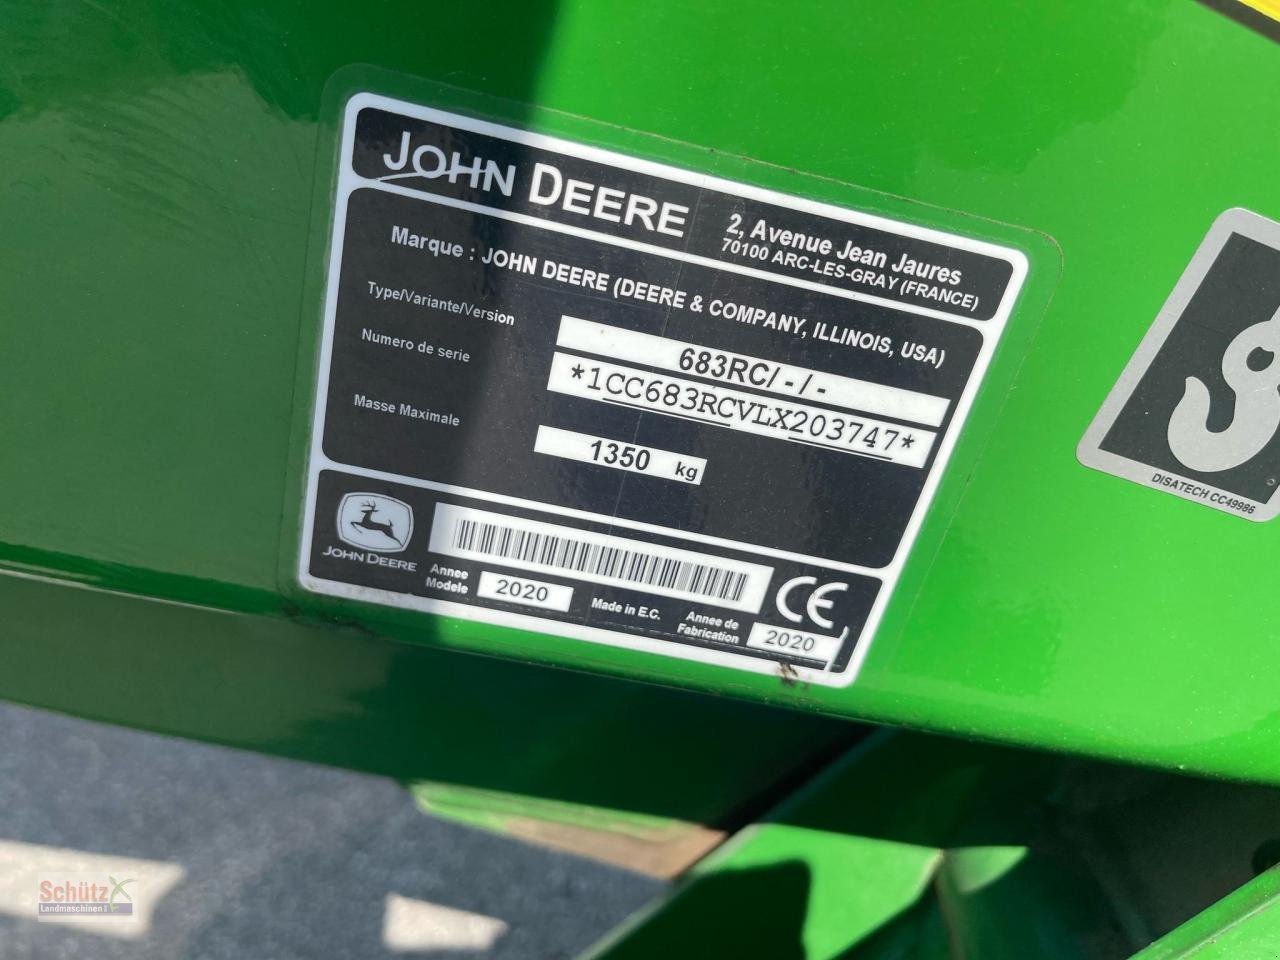 JOHN DEERE
2, Avenue Jean Jaures
70100 ARC-LES-GRAY (FRANCE)
Marque : JOHN DEERE (DEERE & COMPANY, ILLINOIS, USA)
Type/Variante/Version
683RC/-/-
Numero de serie
*1CC683RCVLX203747*
Masse Maximale
1350 kg
JOHN DEERE
Annee
Modele
2020
Made in E.C.
Annee de
Fabrication
2020
CE
DISATECH CC49986
Schütz
Landmaschinen